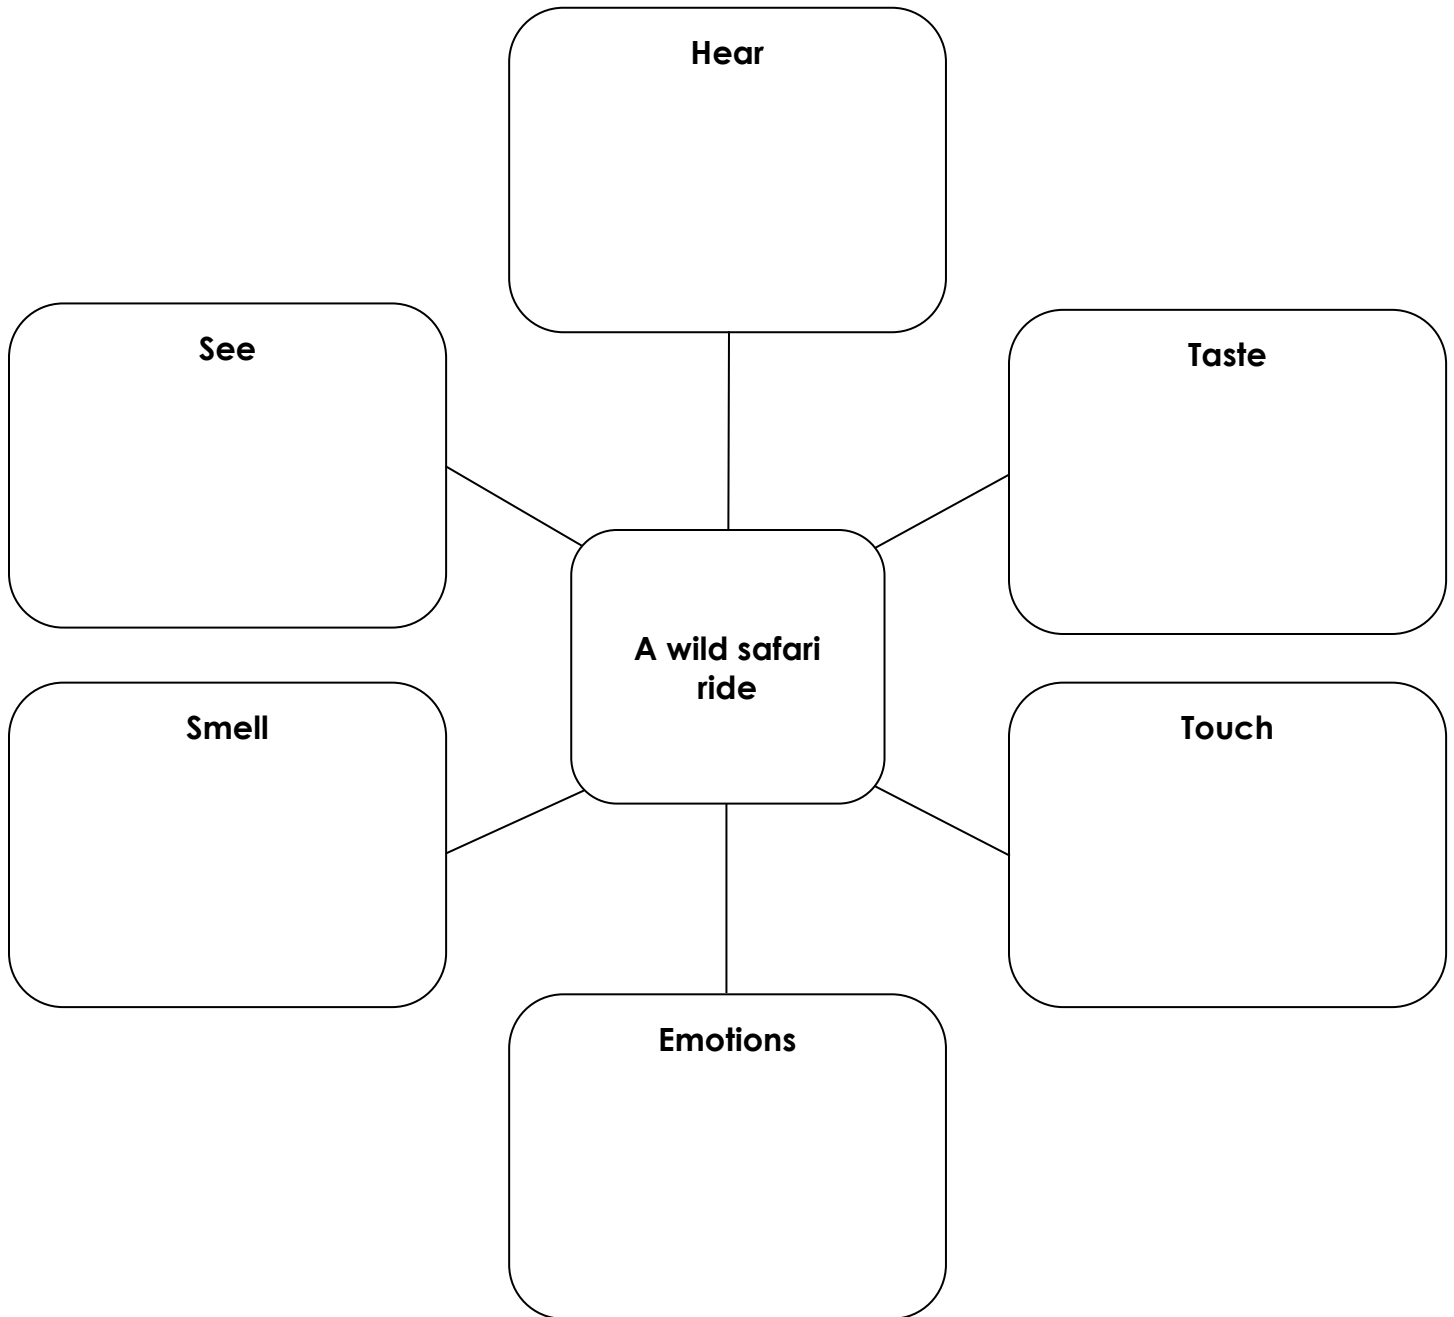 Hear
See
Taste
A wild safari
ride
Smell
Touch
Emotions